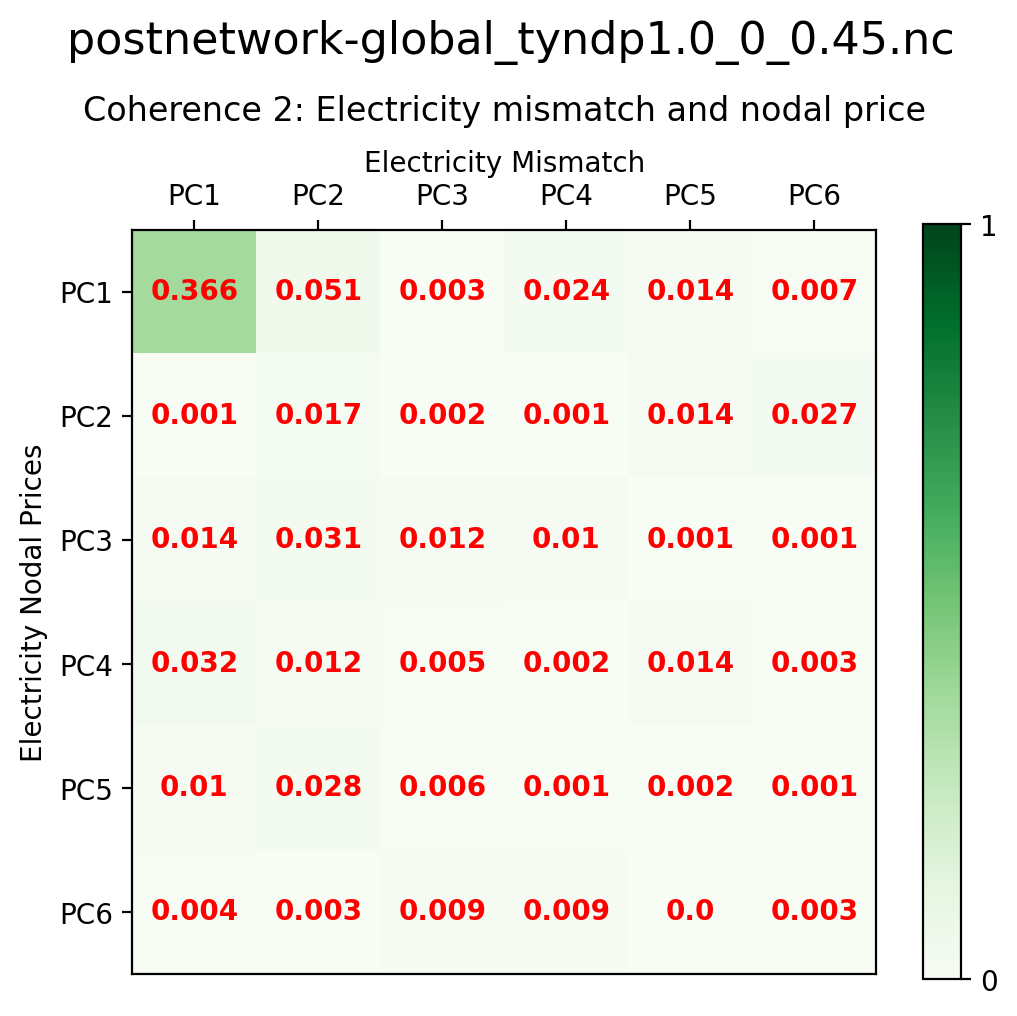 postnetwork-global_tyndp1.0_0_0.45.nc
Coherence 2: Electricity mismatch and nodal price
Electricity Mismatch
PC1 PC2 PC3 PC4 PC5 PC6
1
PC1 0.366 0.051 0.003 0.024 0.014 0.007
PC2 0.001 0.017 0.002 0.001 0.014 0.027
PC3 0.014 0.031 0.012 0.01 0.001 0.001
Electricity Nodal Prices
PC4 0.032 0.012 0.005 0.002 0.014 0.003
PC5 0.01 0.028 0.006 0.001 0.002 0.001
PC6 0.004 0.003 0.009 0.009 0.0 0.003
0